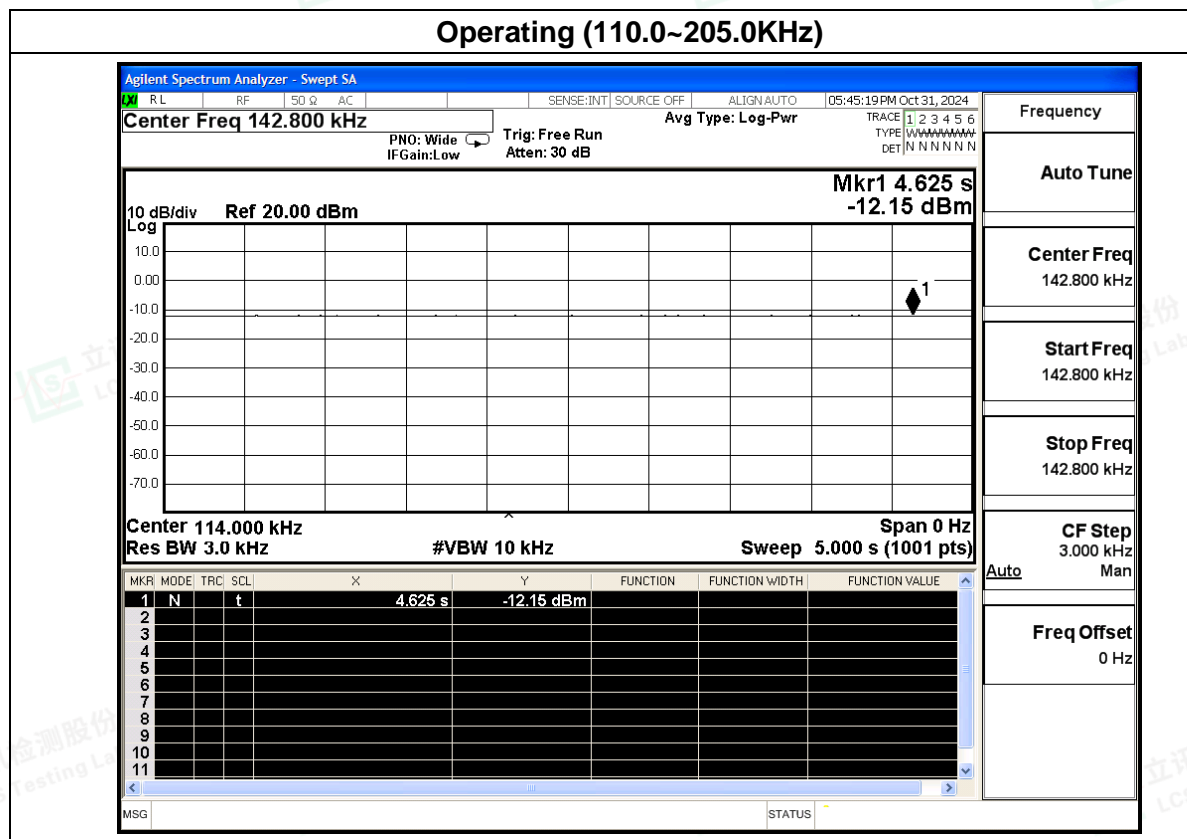 Operating (110.0~205.0KHz)
Agilent Spectrum Analyzer - Swept SA
LXI RL RF 50 Ω AC SENSE:INT SOURCE OFF ALIGN AUTO 05:45:19 PM Oct 31, 2024
Center Freq 142.800 kHz
PNO: Wide
IFGain:Low
Trig: Free Run
Atten: 30 dB
Avg Type: Log-Pwr
TRACE 1 2 3 4 5 6
TYPE
DET N N N N N N
Frequency
Auto Tune
Center Freq
142.800 kHz
Start Freq
142.800 kHz
Stop Freq
142.800 kHz
CF Step
3.000 kHz
Auto Man
Freq Offset
0 Hz
Mkr1 4.625 s
-12.15 dBm
10 dB/div Ref 20.00 dBm
Log
10.0
0.00
-10.0
-20.0
-30.0
-40.0
-50.0
-60.0
-70.0
1
Center 114.000 kHz Span 0 Hz
Res BW 3.0 kHz #VBW 10 kHz Sweep 5.000 s (1001 pts)
MKR MODE TRC SCL X Y FUNCTION FUNCTION WIDTH FUNCTION VALUE
1 N t 4.625 s -12.15 dBm
2
3
4
5
6
7
8
9
10
11
MSG STATUS